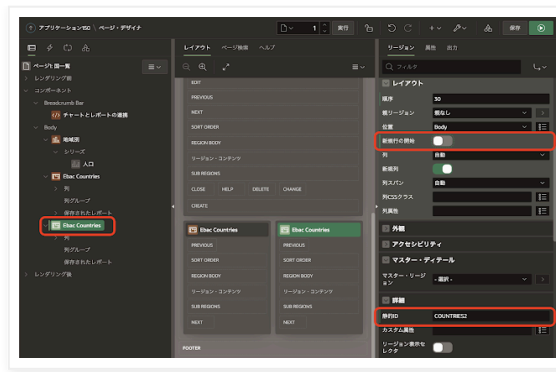 アプリケーション150 \ ページ・デザイナ
1
実行
保存
ページ1: 国一覧
レンダリング前
コンポーネント
Breadcrumb Bar
チャートとレポートの連携
Body
地域別
シリーズ
人口
Ebac Countries
列
列グループ
保存されたレポート
Ebac Countries
列
列グループ
保存されたレポート
レンダリング後
レイアウト ページ検索 ヘルプ
EDIT
PREVIOUS
NEXT
SORT ORDER
REGION BODY
リージョン・コンテンツ
SUB REGIONS
CLOSE HELP DELETE CHANGE
CREATE
Ebac Countries
PREVIOUS
SORT ORDER
REGION BODY
リージョン・コンテンツ
SUB REGIONS
NEXT
Ebac Countries
PREVIOUS
SORT ORDER
REGION BODY
リージョン・コンテンツ
SUB REGIONS
NEXT
FOOTER
リージョン 属性 出力
フィルタ
レイアウト
順序 30
親リージョン 親なし
位置 Body
新規行の開始
列 自動
新規列
列スパン 自動
列CSSクラス
列属性
外観
アクセシビリティ
マスター・ディテール
マスター・リージョン - 選択 -
詳細
静的ID COUNTRIES2
カスタム属性
リージョン表示セレクタ